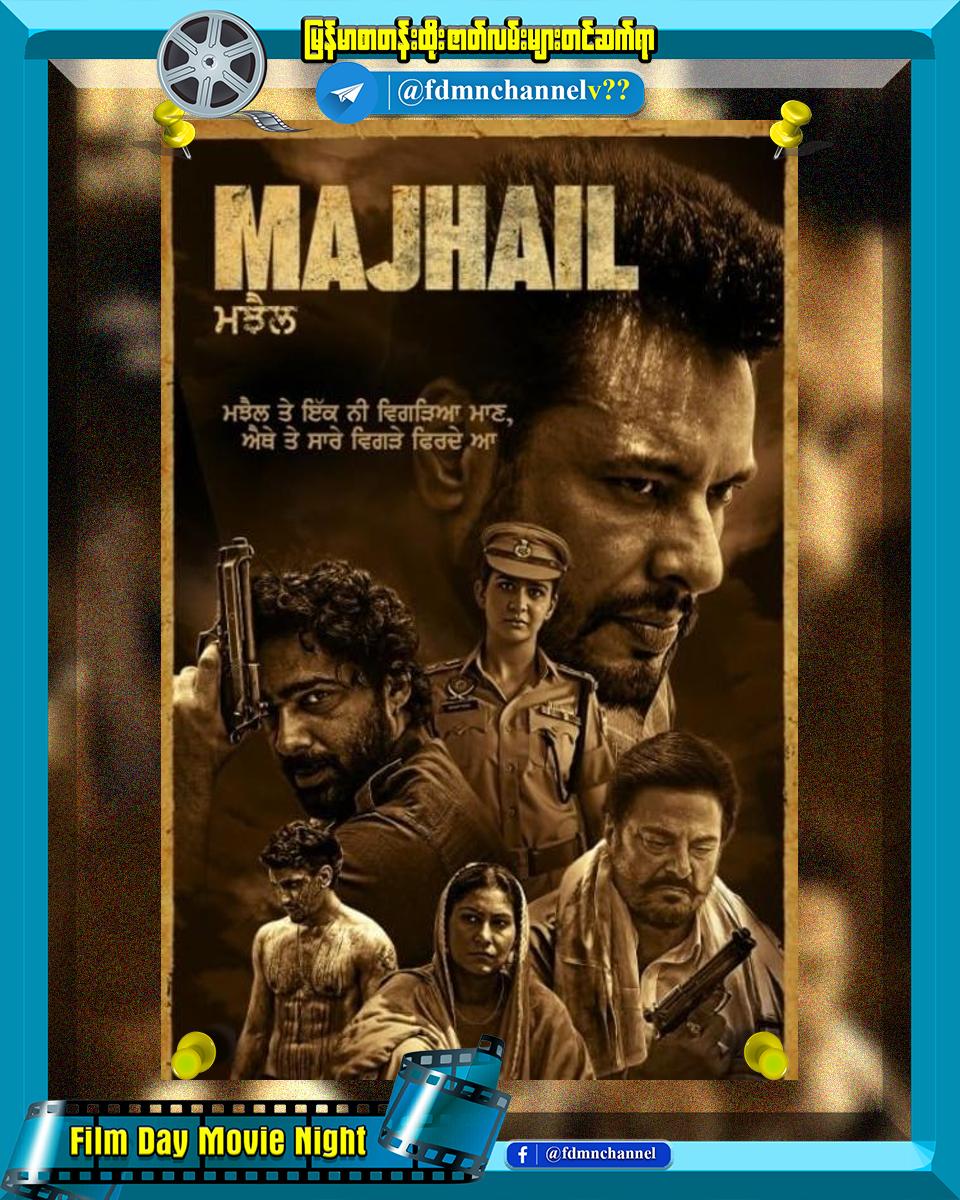 မြန်မာစာတန်းထိုးဇာတ်လမ်းများတင်ဆက်ရာ
@fdmnchannelv??
MAJHAIL
ਮਝੈਲ
ਮਝੈਲ ਤੇ ਇੱਕ ਨੀ ਵਿਗੜਿਆ ਮਾਣ,
ਐਥੇ ਤੇ ਸਾਰੇ ਵਿਗੜੇ ਫਿਰਦੇ ਆ
Film Day Movie Night
@fdmnchannel